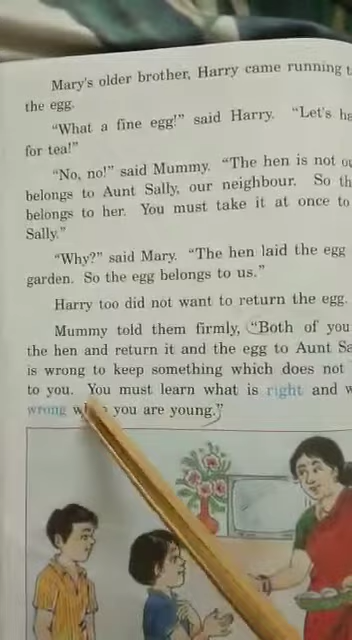 Mary's older brother, Harry came running
the egg.
"What a fine egg!" said Harry. "Let's
for tea!"
"No, no!" said Mummy. "The hen is not
belongs to Aunt Sally, our neighbour. So
belongs to her. You must take it at once to
Sally."
"Why?" said Mary. "The hen laid the egg
garden. So the egg belongs to us."
Harry too did not want to return the egg.
Mummy told them firmly, "Both of you
the hen and return it and the egg to Aunt
is wrong to keep something which does not
to you. You must learn what is right and
wrong you are young."